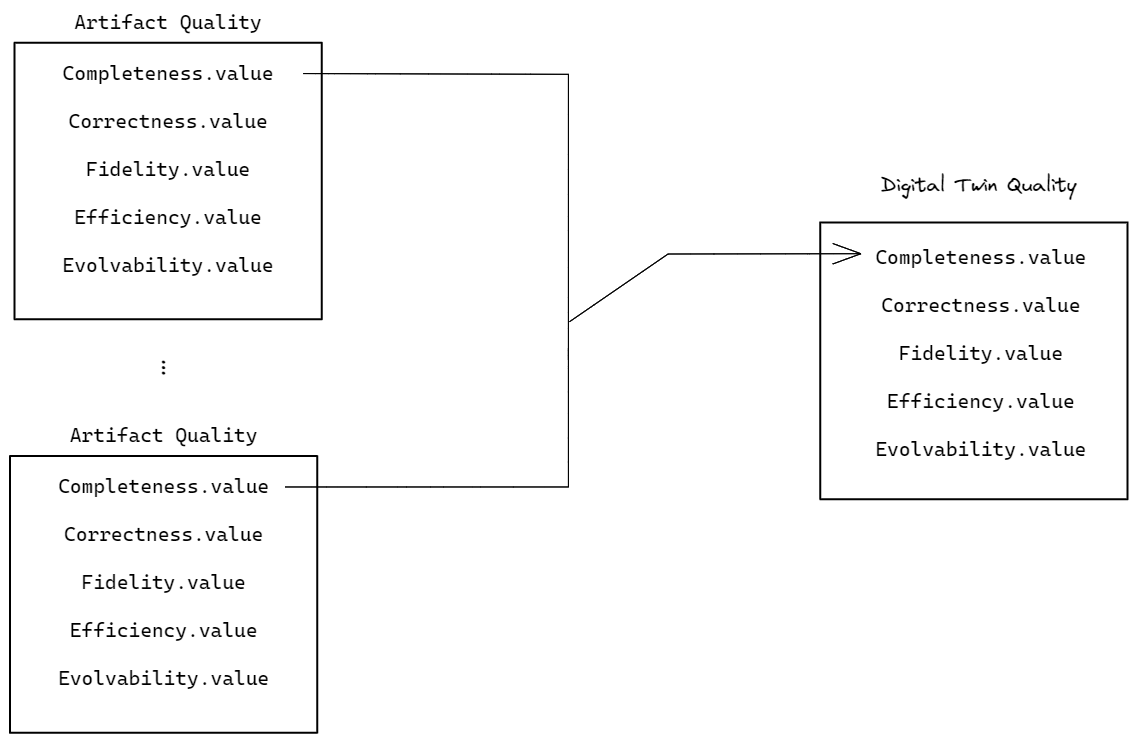 Artifact Quality
Completeness.value
Correctness.value
Fidelity.value
Efficiency.value
Evolvability.value
⋮
Artifact Quality
Completeness.value
Correctness.value
Fidelity.value
Efficiency.value
Evolvability.value
Digital Twin Quality
Completeness.value
Correctness.value
Fidelity.value
Efficiency.value
Evolvability.value